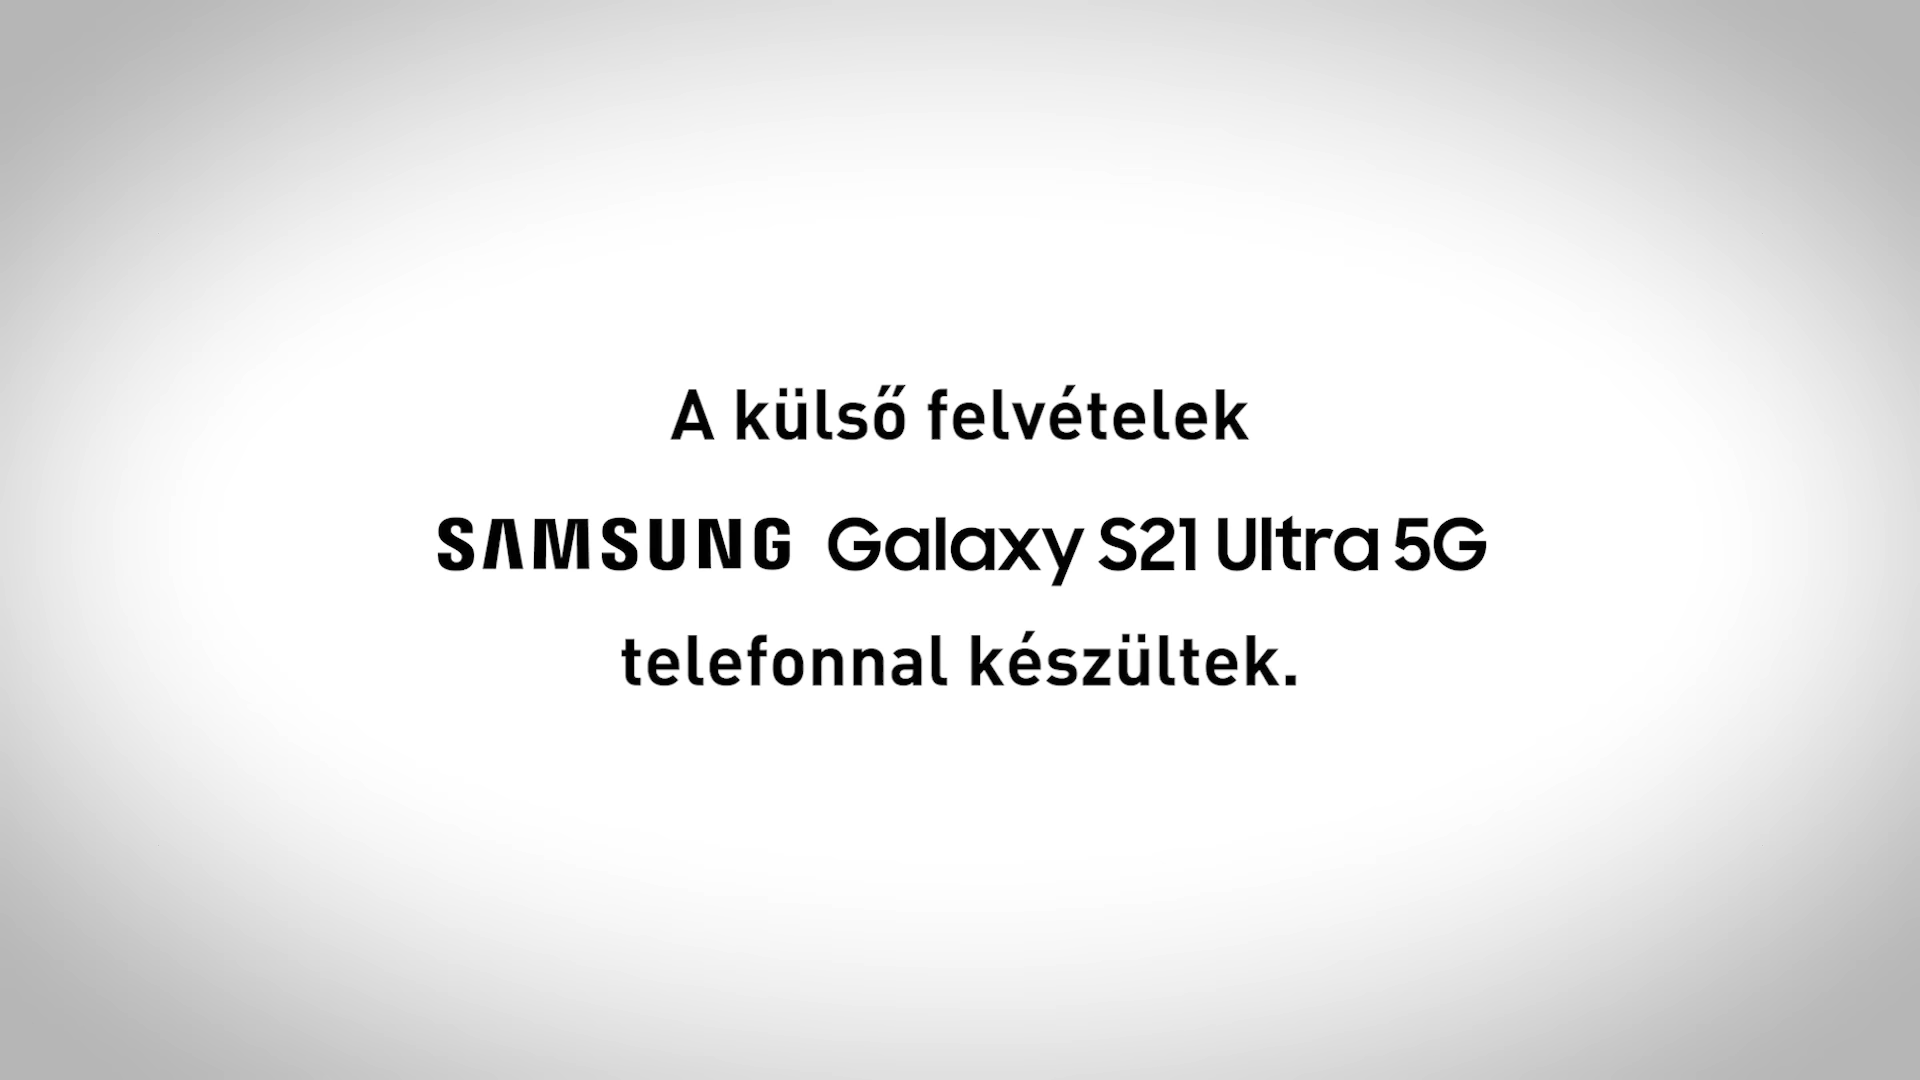 A külső felvételek
SAMSUNG Galaxy S21 Ultra 5G
telefonnal készültek.